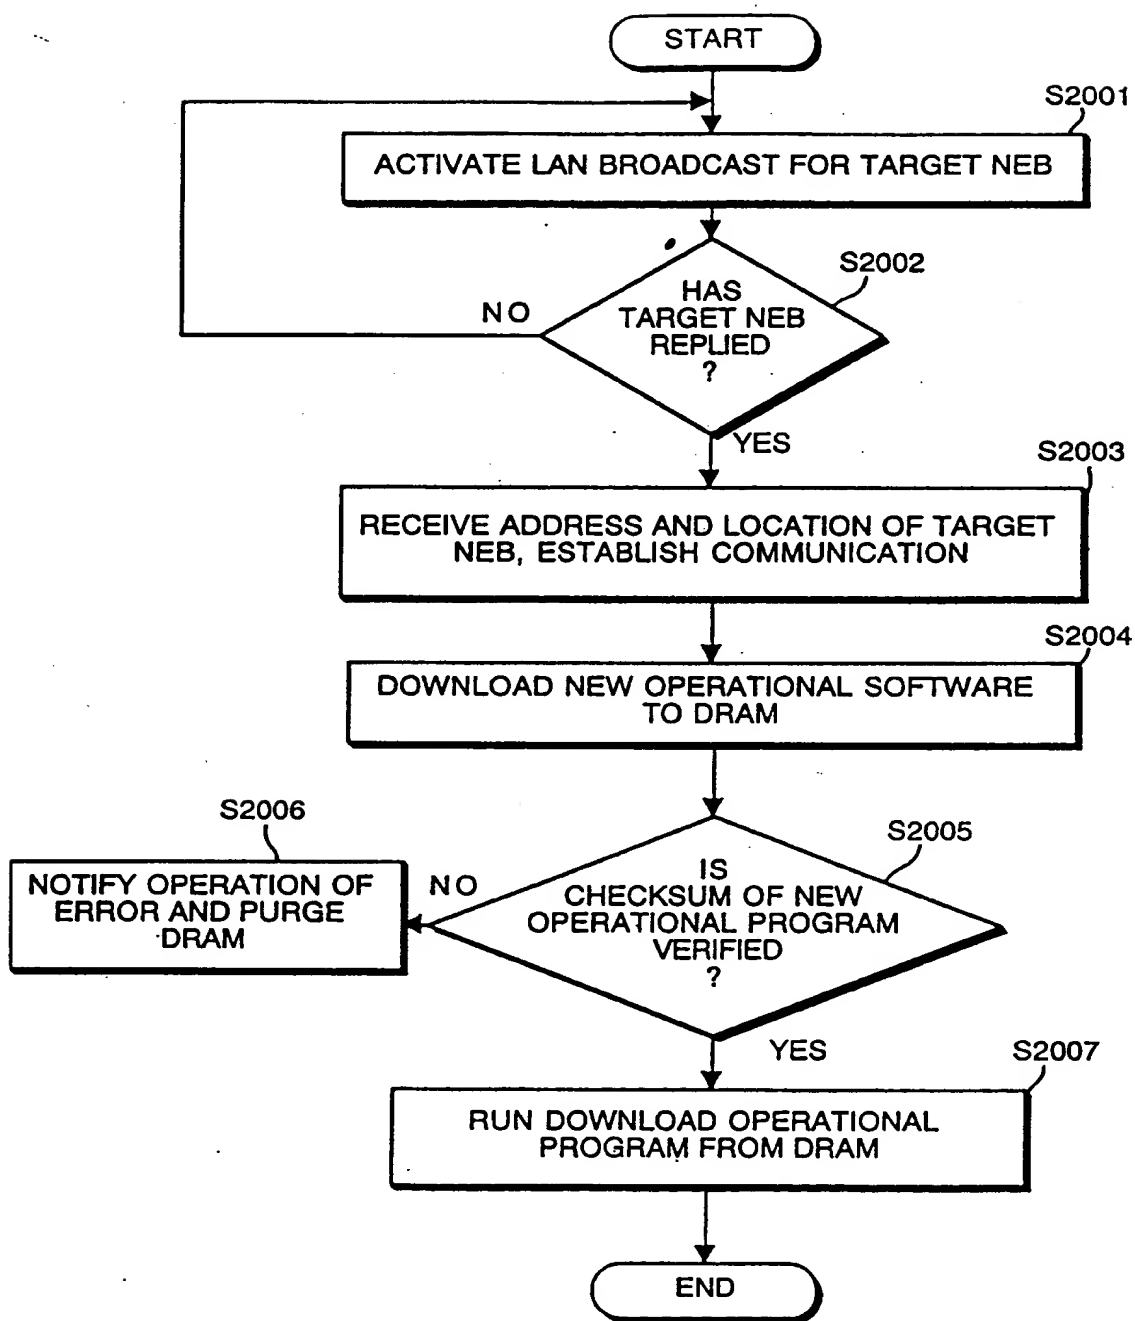 START
S2001
ACTIVATE LAN BROADCAST FOR TARGET NEB
S2002
HAS
TARGET NEB
REPLIED
?
NO
YES
S2003
RECEIVE ADDRESS AND LOCATION OF TARGET
NEB, ESTABLISH COMMUNICATION
S2004
DOWNLOAD NEW OPERATIONAL SOFTWARE
TO DRAM
S2005
IS
CHECKSUM OF NEW
OPERATIONAL PROGRAM
VERIFIED
?
NO
S2006
NOTIFY OPERATION OF
ERROR AND PURGE
DRAM
YES
S2007
RUN DOWNLOAD OPERATIONAL
PROGRAM FROM DRAM
END